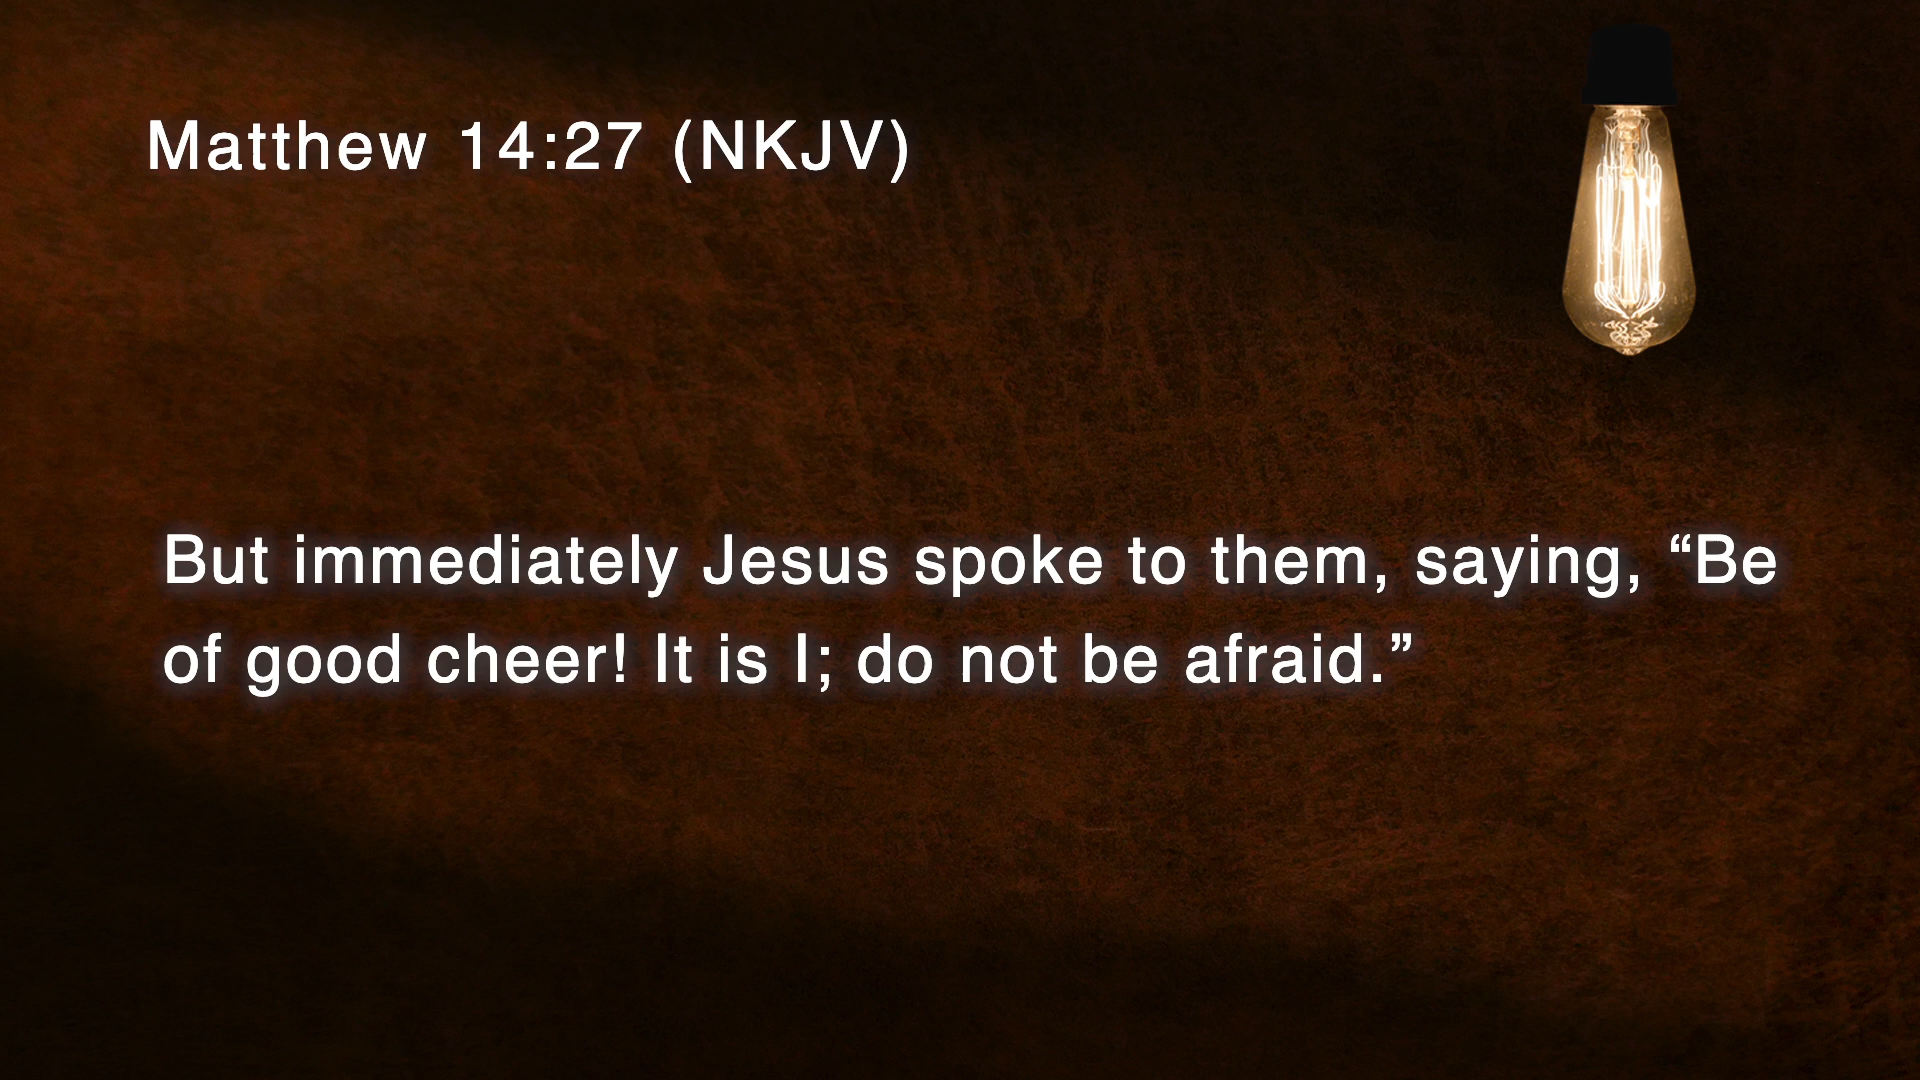 Matthew 14:27 (NKJV)
But immediately Jesus spoke to them, saying, “Be
of good cheer! It is I; do not be afraid.”